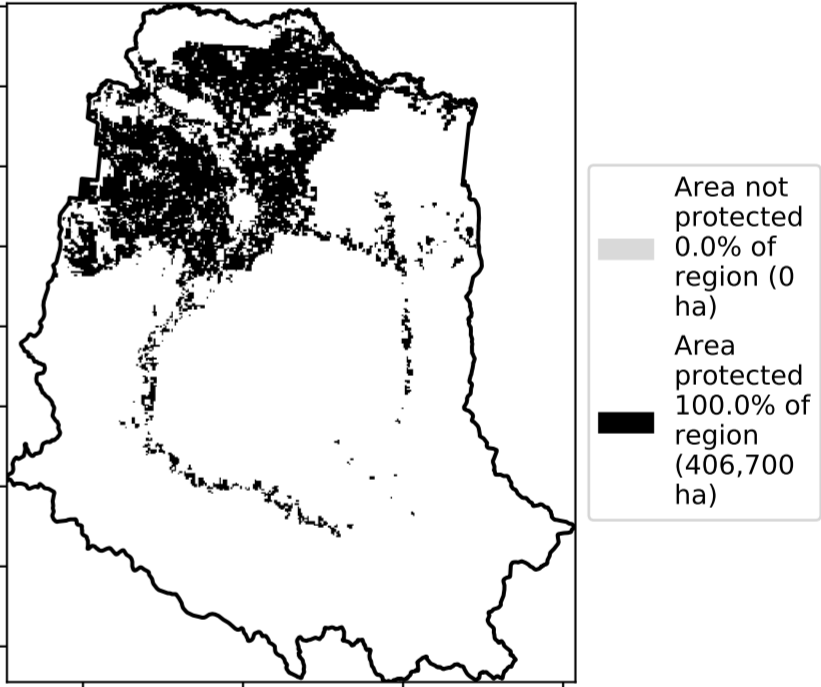 Area not
protected
0.0% of
region (0
ha)
Area
protected
100.0% of
region
(406,700
ha)